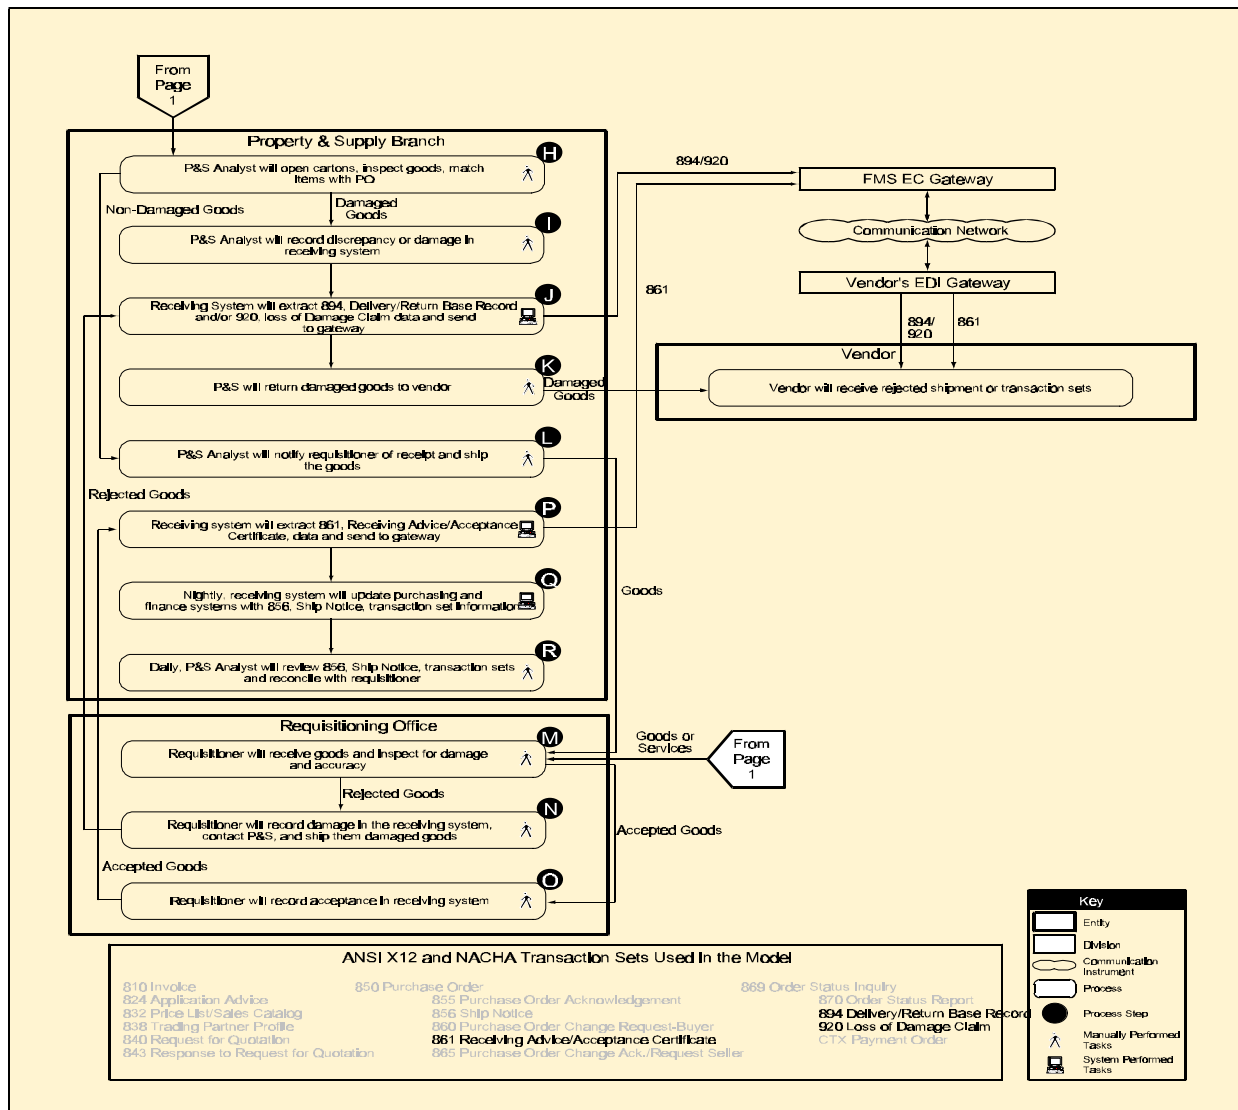 From
Page
1
Property & Supply Branch
H
P&S Analyst will open cartons, inspect goods, match
items with PO
Non-Damaged Goods
Damaged
Goods
I
P&S Analyst will record discrepancy or damage in
receiving system
J
Receiving System will extract 894, Delivery/Return Base Record
and/or 920, loss of Damage Claim data and send
to gateway
K
P&S will return damaged goods to vendor
Damaged
Goods
L
P&S Analyst will notify requisitioner of receipt and ship
the goods
Rejected Goods
P
Receiving system will extract 861, Receiving Advice/Acceptance
Certificate, data and send to gateway
Q
Nightly, receiving system will update purchasing and
finance systems with 856, Ship Notice, transaction set information
R
Daily, P&S Analyst will review 856, Ship Notice, transaction sets
and reconcile with requisitioner
894/920
861
FMS EC Gateway
Communication Network
Vendor's EDI Gateway
894/
920
861
Vendor
Vendor will receive rejected shipment or transaction sets
Goods
Requisitioning Office
M
Requisitioner will receive goods and inspect for damage
and accuracy
Goods or
Services
From
Page
1
Rejected Goods
N
Requisitioner will record damage in the receiving system,
contact P&S, and ship them damaged goods
Accepted Goods
Accepted Goods
O
Requisitioner will record acceptance in receiving system
ANSI X12 and NACHA Transaction Sets Used in the Model
810 Invoice
824 Application Advice
832 Price List/Sales Catalog
838 Trading Partner Profile
840 Request for Quotation
843 Response to Request for Quotation
850 Purchase Order
855 Purchase Order Acknowledgement
856 Ship Notice
860 Purchase Order Change Request-Buyer
861 Receiving Advice/Acceptance Certificate
865 Purchase Order Change Ack./Request Seller
869 Order Status Inquiry
870 Order Status Report
894 Delivery/Return Base Record
920 Loss of Damage Claim
CTX Payment Order
Key
Entity
Division
Communication
Instrument
Process
Process Step
Manually Performed
Tasks
System Performed
Tasks